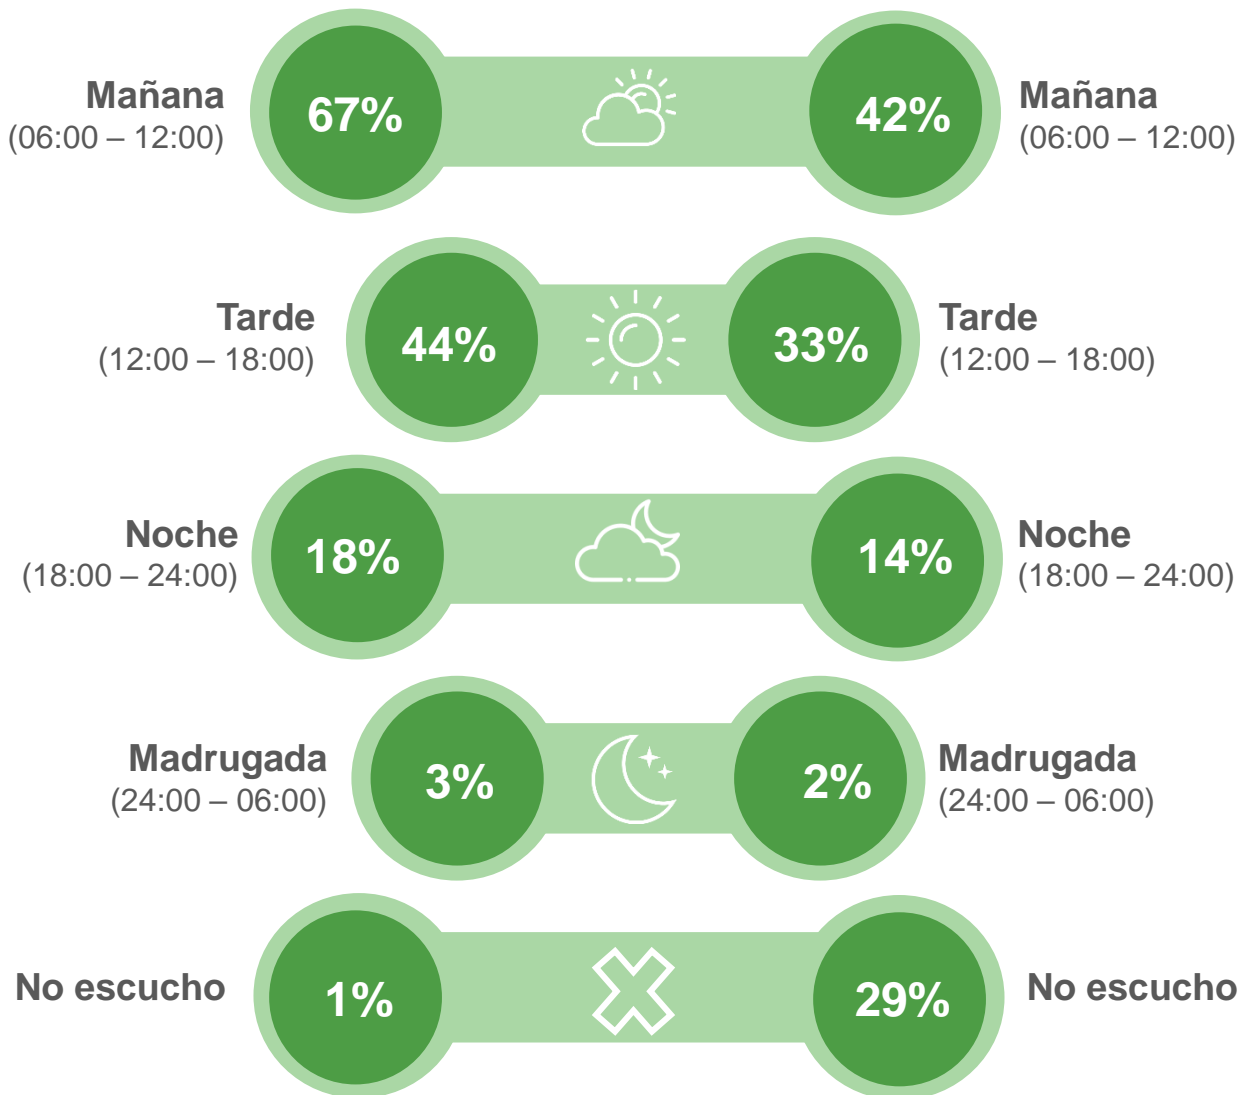 Mañana
(06:00 – 12:00)
67%
42%
Mañana
(06:00 – 12:00)
Tarde
(12:00 – 18:00)
44%
33%
Tarde
(12:00 – 18:00)
Noche
(18:00 – 24:00)
18%
14%
Noche
(18:00 – 24:00)
Madrugada
(24:00 – 06:00)
3%
2%
Madrugada
(24:00 – 06:00)
No escucho
1%
29%
No escucho